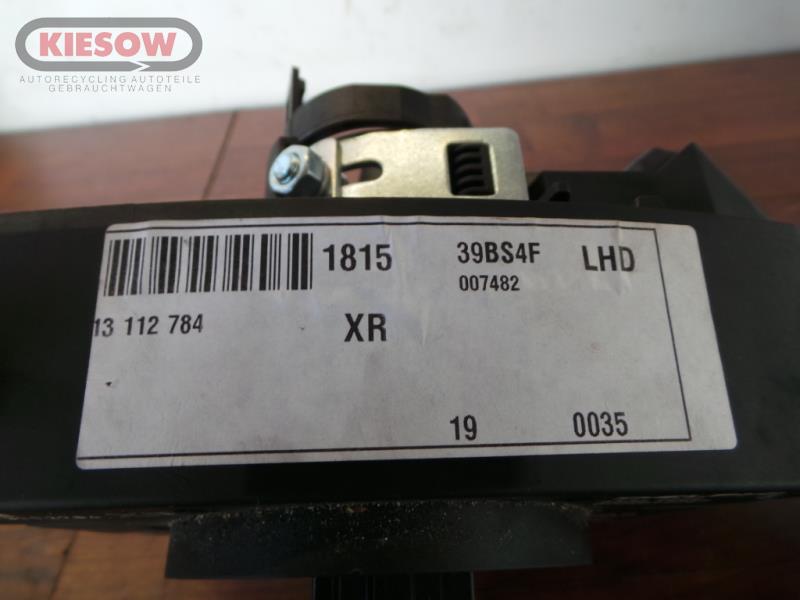 KIESOW
AUTORECYCLING AUTOTEILE
GEBRAUCHTWAGEN
1815 39BS4F LHD
007482
13 112 784 XR
19 0035